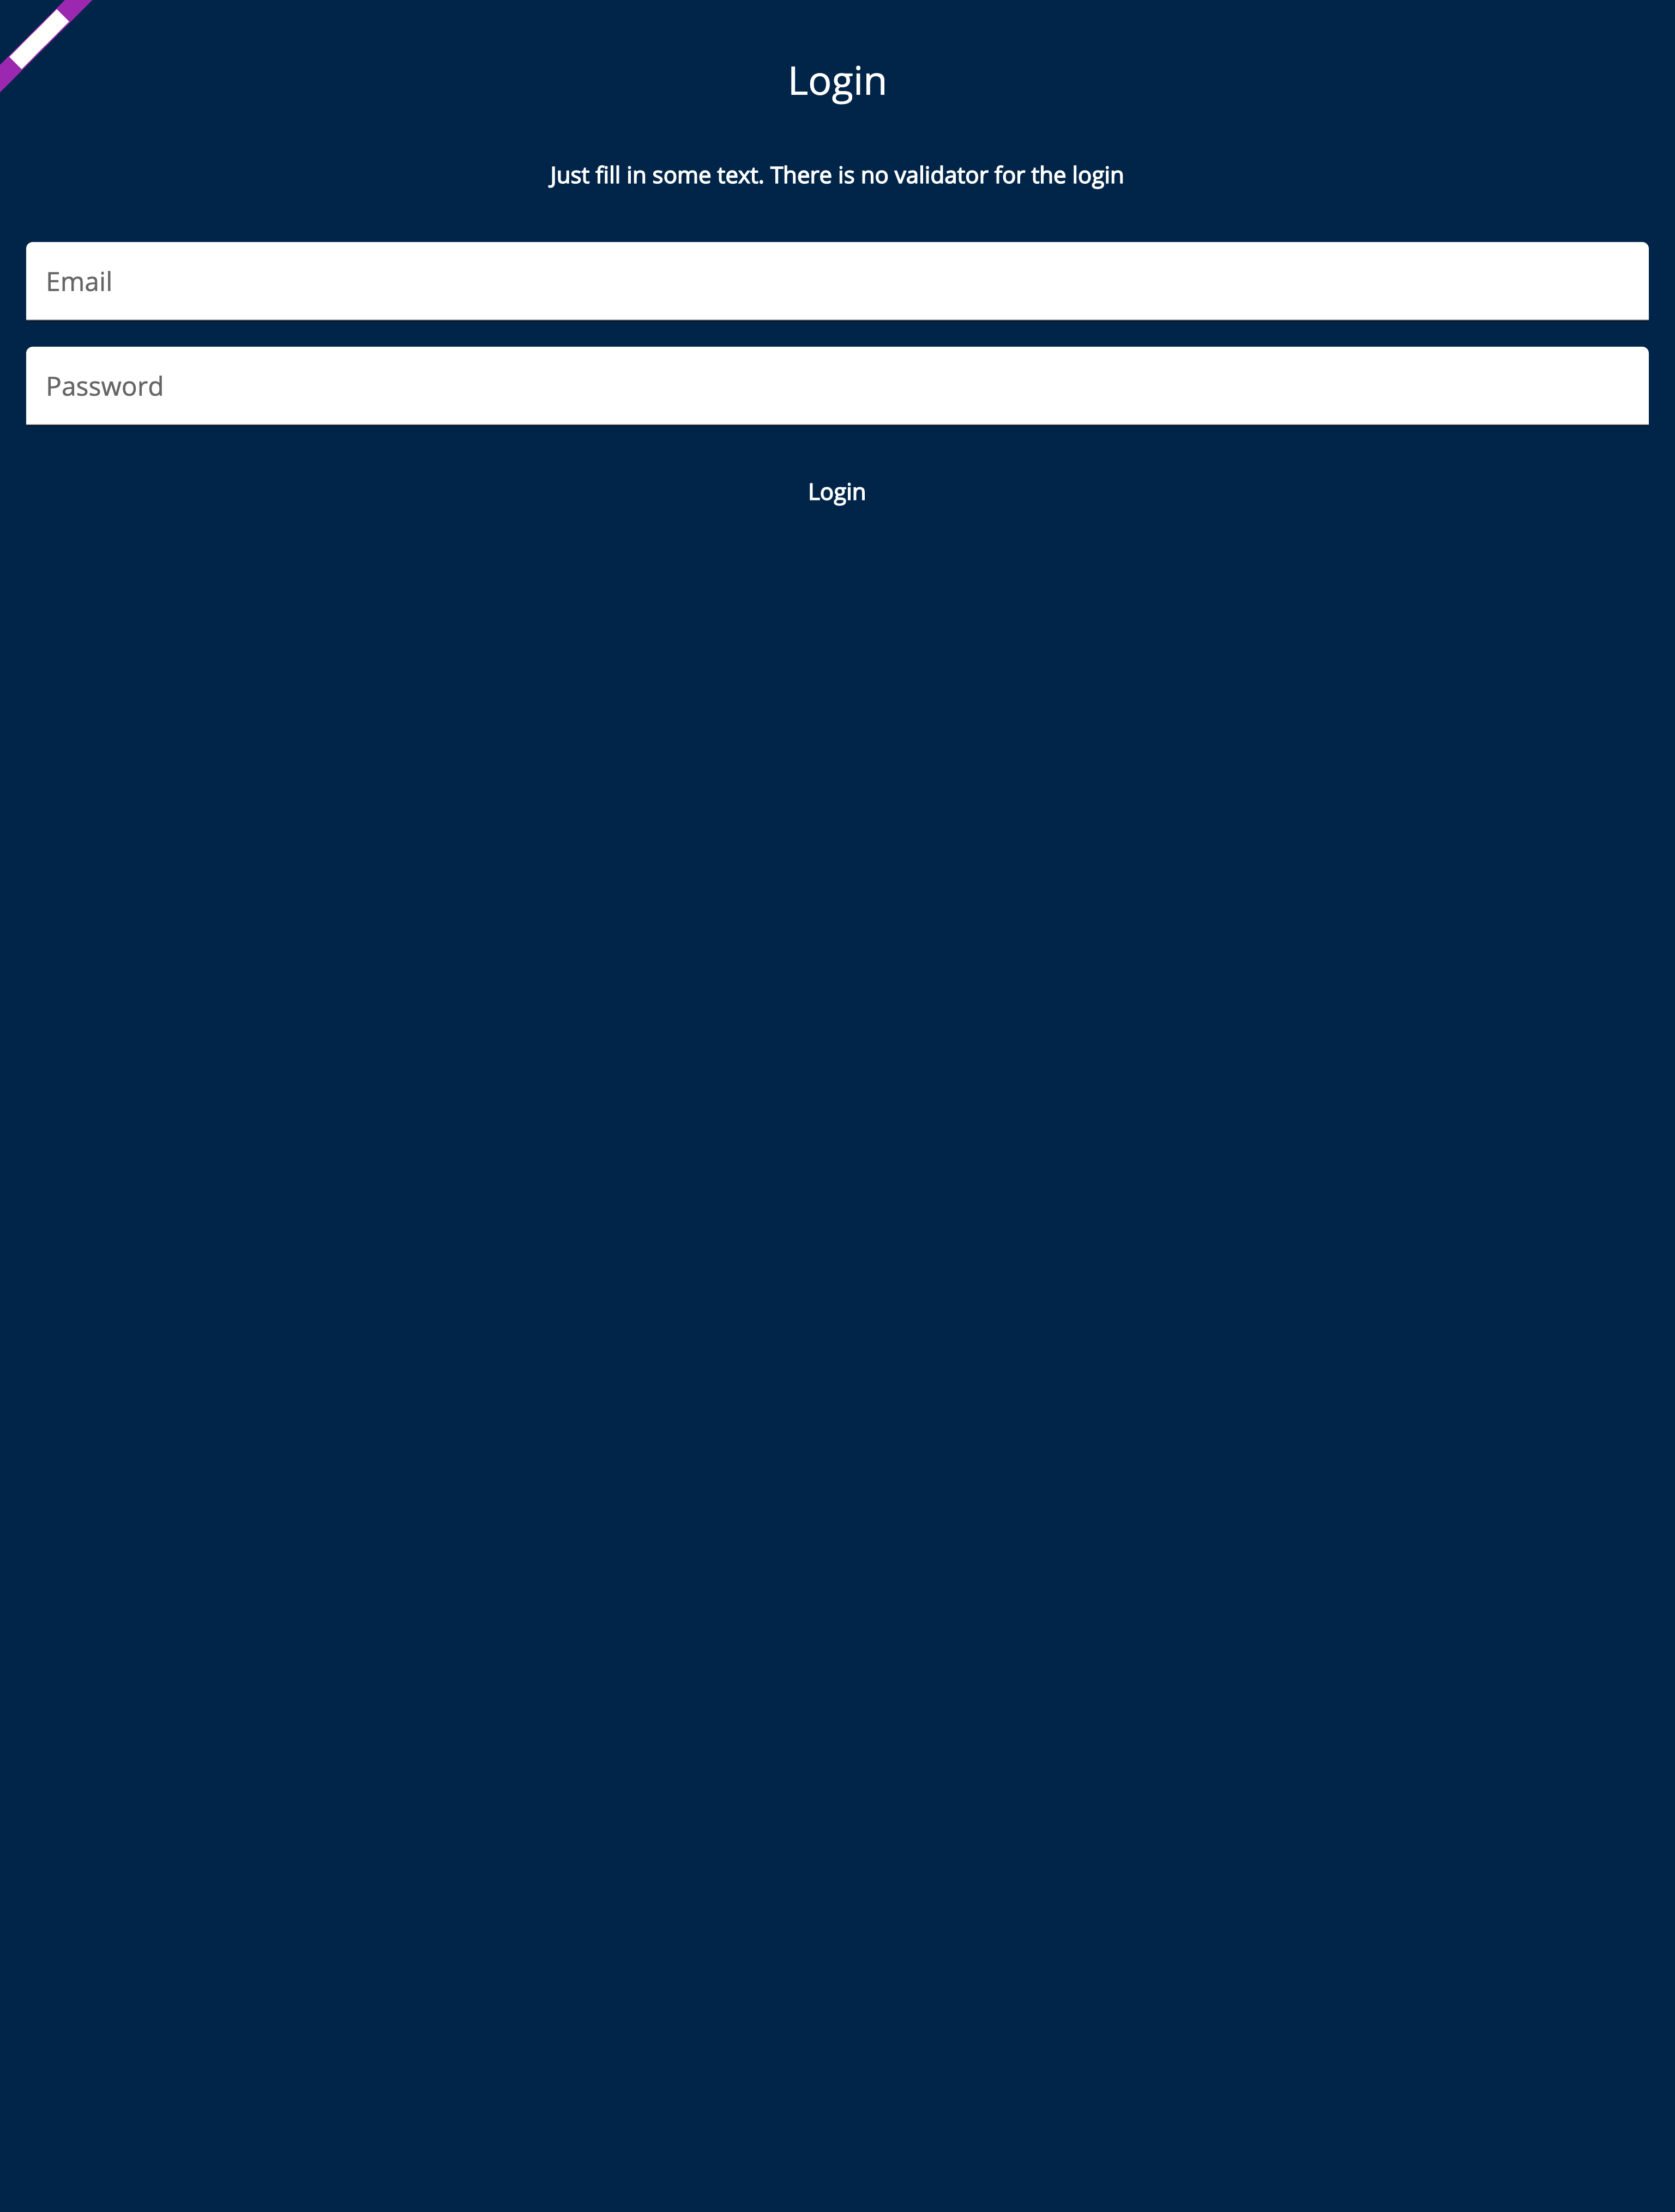 Login
Just fill in some text. There is no validator for the login
Email
Password
Login